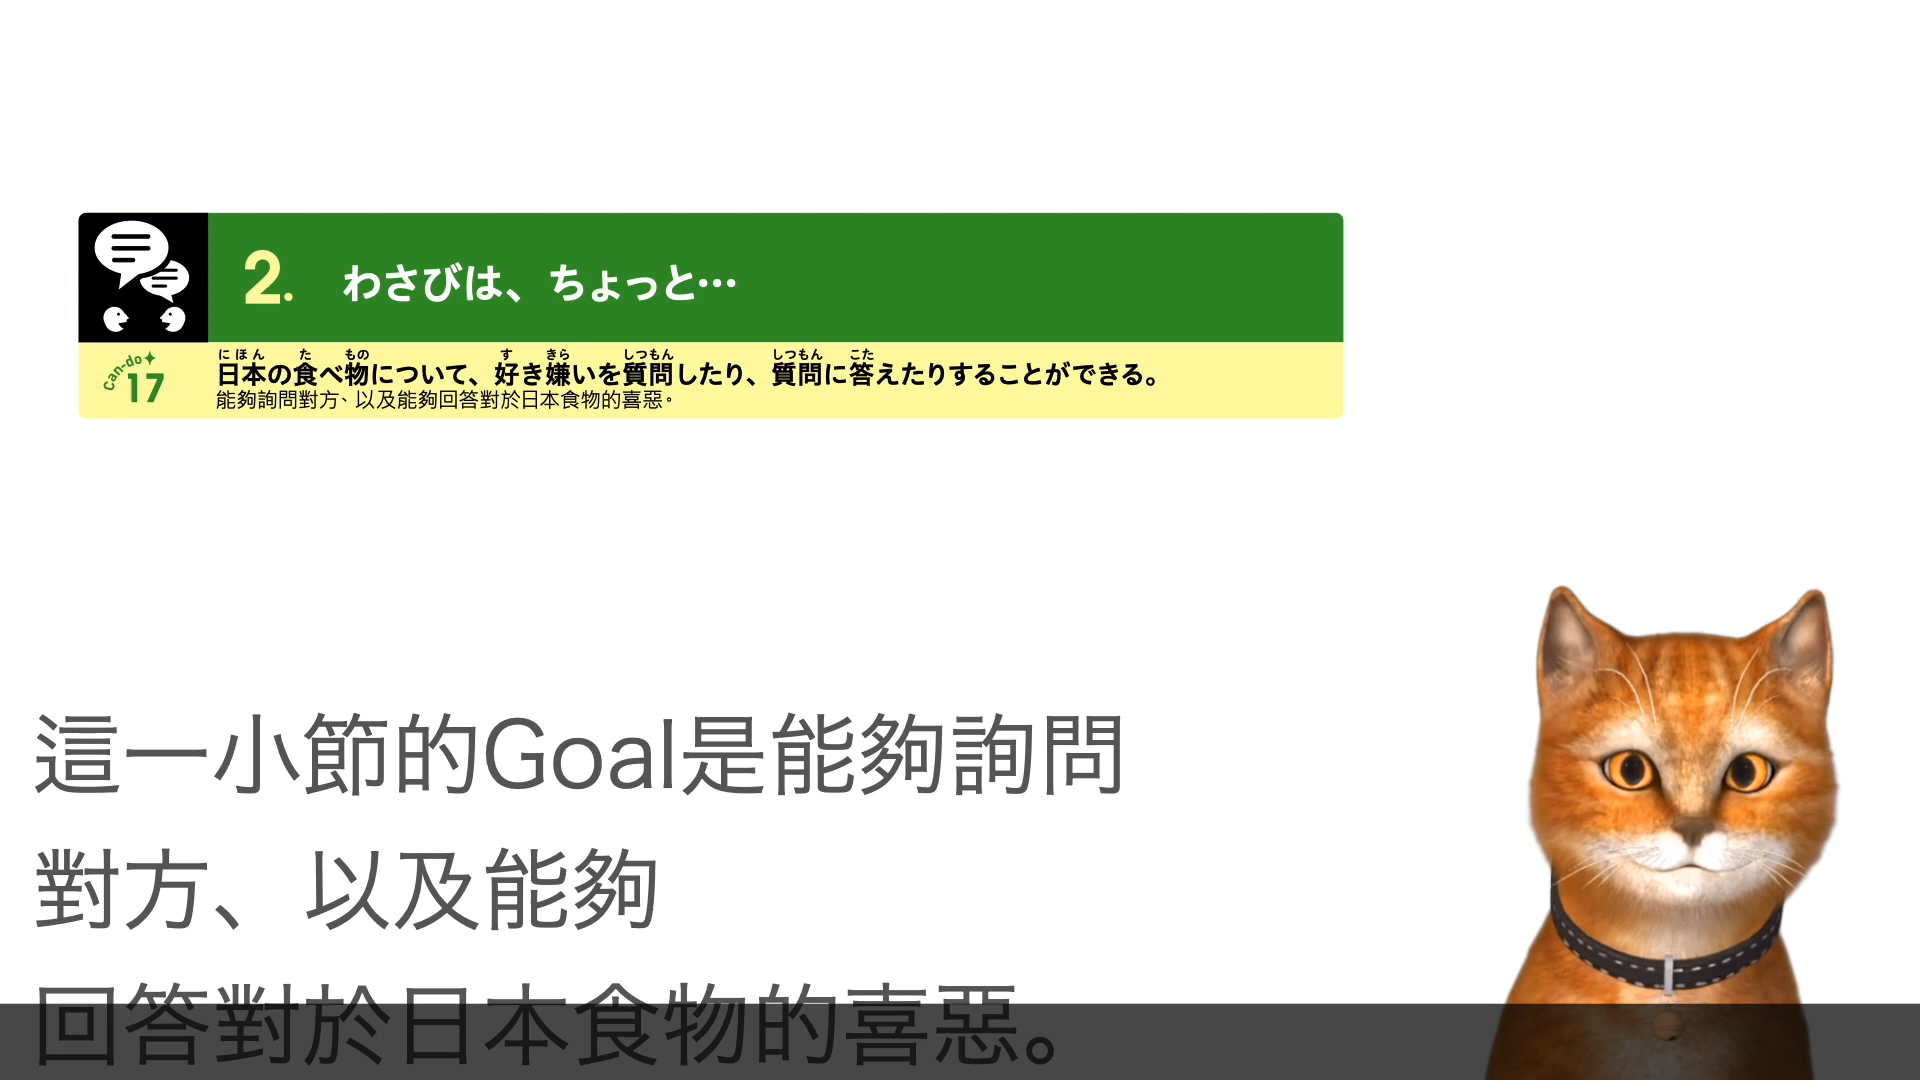 2. わさびは、ちょっと…
Can-do 17
にほん た もの す きら しつもん しつもん こた
日本の食べ物について、好き嫌いを質問したり、質問に答えたりすることができる。
能夠詢問對方、以及能夠回答對於日本食物的喜惡。
這一小節的Goal是能夠詢問
對方、以及能夠
回答對於日本食物的喜惡。